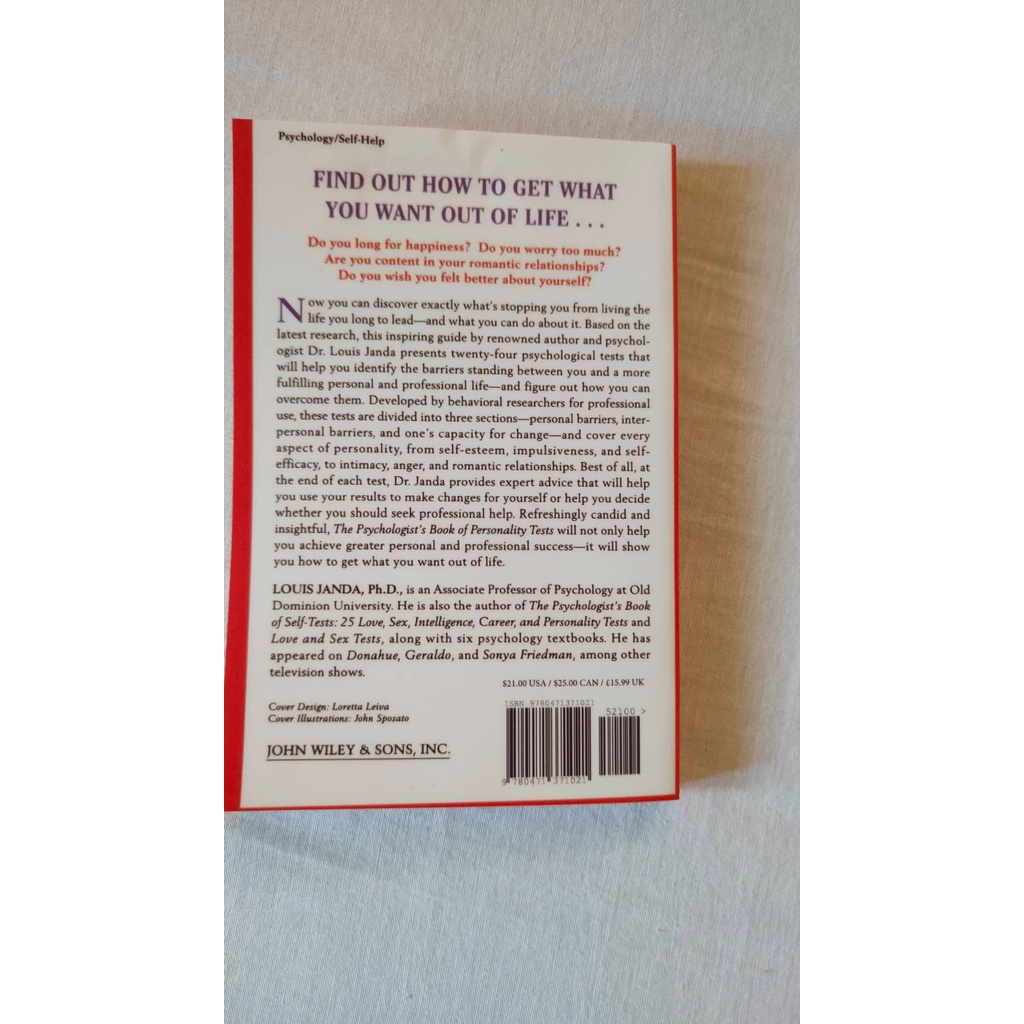 Psychology/Self-Help
FIND OUT HOW TO GET WHAT
YOU WANT OUT OF LIFE . . .
Do you long for happiness? Do you worry too much?
Are you content in your romantic relationships?
Do you wish you felt better about yourself?
Now you can discover exactly what's stopping you from living the
life you long to lead—and what you can do about it. Based on the
latest research, this inspiring guide by renowned author and psychol-
ogist Dr. Louis Janda presents twenty-four psychological tests that
will help you identify the barriers standing between you and a more
fulfilling personal and professional life—and figure out how you can
overcome them. Developed by behavioral researchers for professional
use, these tests are divided into three sections—personal barriers, inter-
personal barriers, and one's capacity for change—and cover every
aspect of personality, from self-esteem, impulsiveness, and self-
efficacy, to intimacy, anger, and romantic relationships. Best of all, at
the end of each test, Dr. Janda provides expert advice that will help
you use your results to make changes for yourself or help you decide
whether you should seek professional help. Refreshingly candid and
insightful, The Psychologist's Book of Personality Tests will not only help
you achieve greater personal and professional success—it will show
you how to get what you want out of life.
LOUIS JANDA, Ph.D., is an Associate Professor of Psychology at Old
Dominion University. He is also the author of The Psychologist's Book
of Self-Tests: 25 Love, Sex, Intelligence, Career, and Personality Tests and
Love and Sex Tests, along with six psychology textbooks. He has
appeared on Donahue, Geraldo, and Sonya Friedman, among other
television shows.
$21.00 USA / $25.00 CAN / £15.99 UK
Cover Design: Loretta Leiva
Cover Illustrations: John Sposato
JOHN WILEY & SONS, INC.
ISBN 9780471371021
52100 >
9 780471 371021